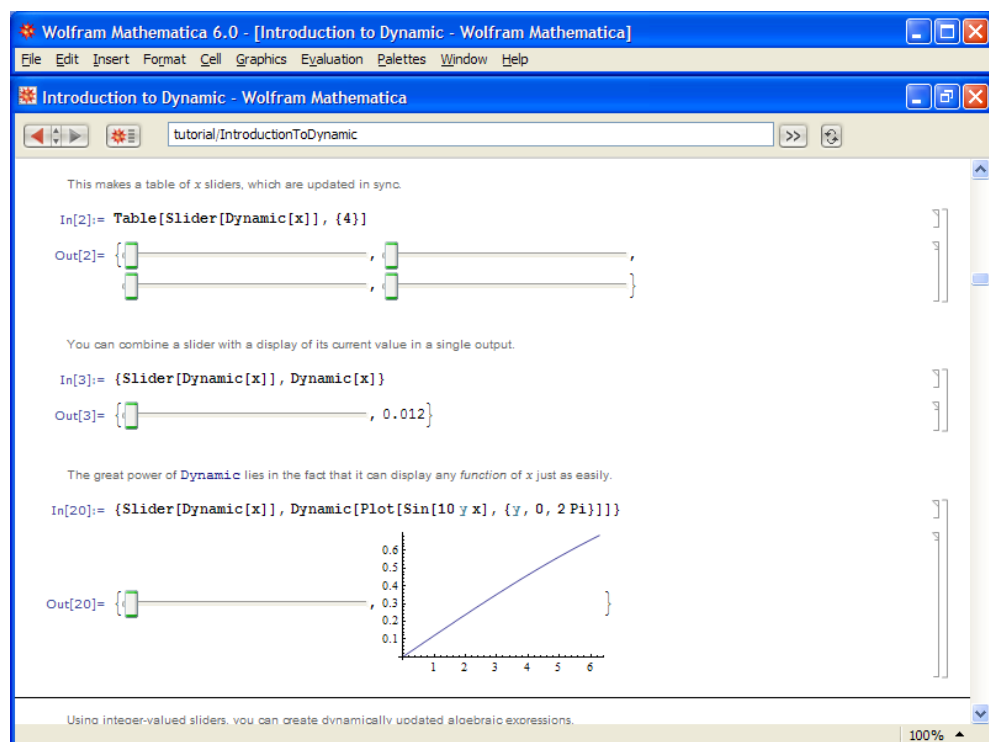 Wolfram Mathematica 6.0 - [Introduction to Dynamic - Wolfram Mathematica]
File Edit Insert Format Cell Graphics Evaluation Palettes Window Help
Introduction to Dynamic - Wolfram Mathematica
tutorial/IntroductionToDynamic >>
This makes a table of x sliders, which are updated in sync.
In[2]:= Table[Slider[Dynamic[x]], {4}]
Out[2]= { , ,
, }
You can combine a slider with a display of its current value in a single output.
In[3]:= {Slider[Dynamic[x]], Dynamic[x]}
Out[3]= { , 0.012}
The great power of Dynamic lies in the fact that it can display any function of x just as easily.
In[20]:= {Slider[Dynamic[x]], Dynamic[Plot[Sin[10 y x], {y, 0, 2 Pi}]]}
0.6
0.5
0.4
Out[20]= { , 0.3 }
0.2
0.1
1 2 3 4 5 6
Using integer-valued sliders, you can create dynamically updated algebraic expressions.
100%